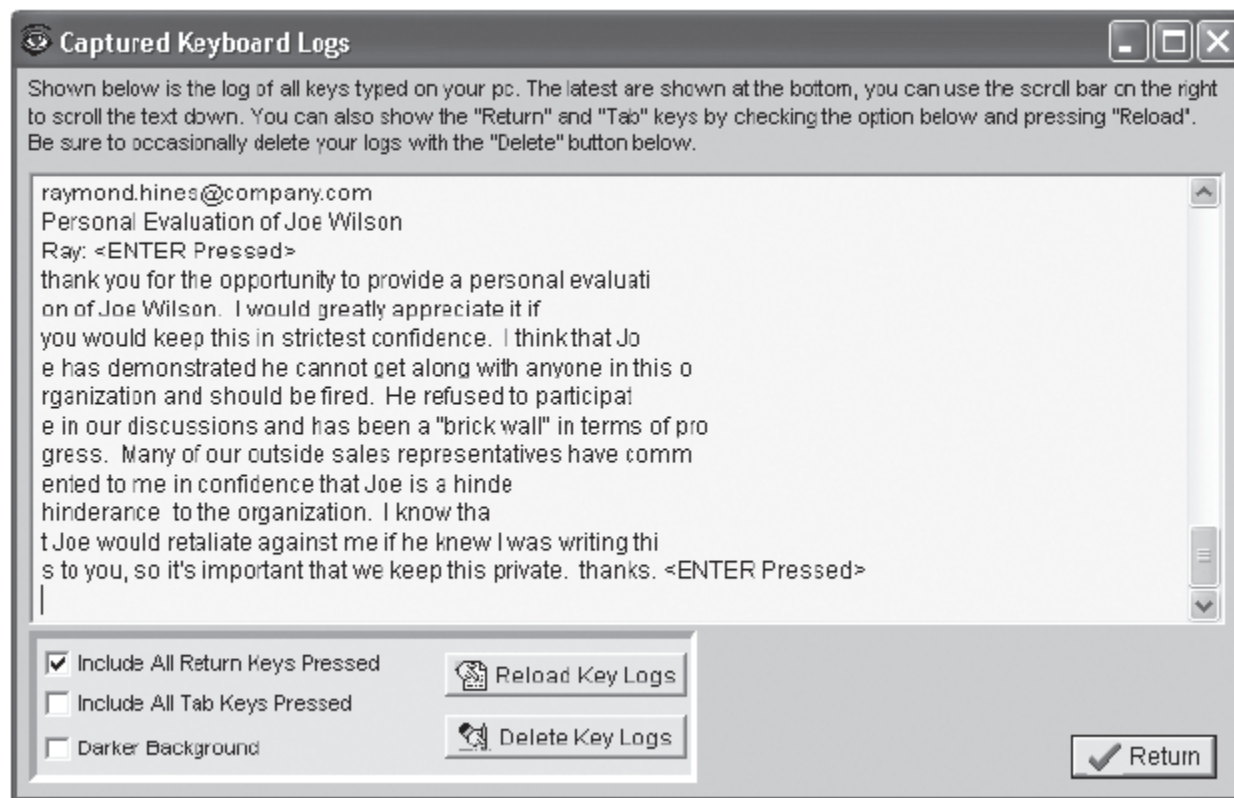 Captured Keyboard Logs
Shown below is the log of all keys typed on your pc. The latest are shown at the bottom, you can use the scroll bar on the right
to scroll the text down. You can also show the "Return" and "Tab" keys by checking the option below and pressing "Reload".
Be sure to occasionally delete your logs with the "Delete" button below.
raymond.hines@company.com
Personal Evaluation of Joe Wilson
Ray: <ENTER Pressed>
thank you for the opportunity to provide a personal evaluati
on of Joe Wilson.  I would greatly appreciate it if
you would keep this in strictest confidence.  I think that Jo
e has demonstrated he cannot get along with anyone in this o
rganization and should be fired.  He refused to participat
e in our discussions and has been a "brick wall" in terms of pro
gress.  Many of our outside sales representatives have comm
ented to me in confidence that Joe is a hinde
hinderance  to the organization.  I know tha
t Joe would retaliate against me if he knew I was writing thi
s to you, so it's important that we keep this private.  thanks. <ENTER Pressed>
Include All Return Keys Pressed
Reload Key Logs
Include All Tab Keys Pressed
Delete Key Logs
Darker Background
Return